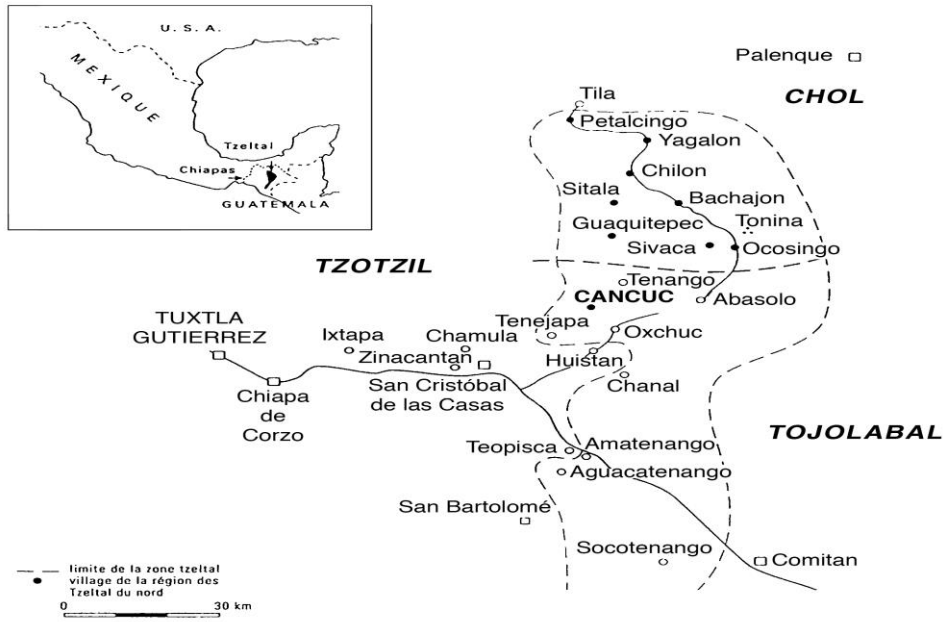 U. S. A.
MEXIQUE
Tzeltal
Chiapas
GUATEMALA
Palenque
CHOL
Tila
Petalcingo
Yagalon
Chilon
Sitala
Bachajon
Guaquitepec
Tonina
Sivaca
Ocosingo
TZOTZIL
Tenango
CANCUC
Abasolo
TUXTLA
GUTIERREZ
Ixtapa
Chamula
Tenejapa
Oxchuc
Zinacantan
Huistan
Chiapa
de
Corzo
San Cristóbal
de las Casas
Chanal
TOJOLABAL
Teopisca
Amatenango
Aguacatenango
San Bartolomé
Socotenango
Comitan
limite de la zone tzeltal
village de la région des
Tzeltal du nord
0 30 km